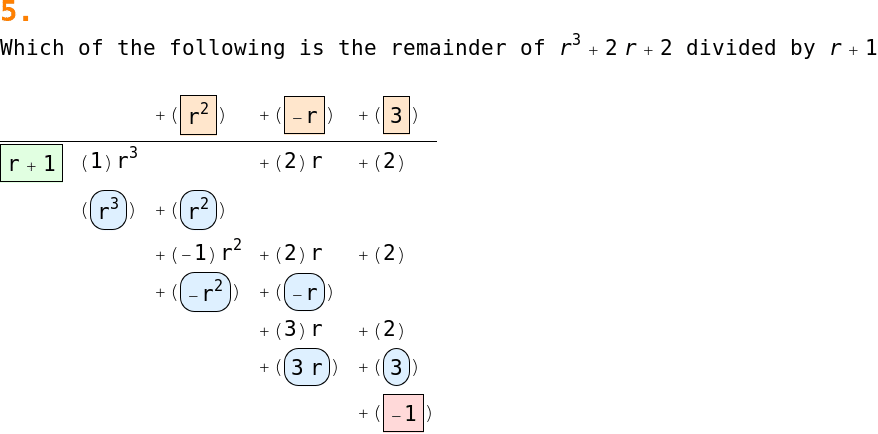 5.
Which of the following is the remainder of r³ + 2 r + 2 divided by r + 1
+ ( r² ) + ( − r ) + ( 3 )
r + 1 (1) r³ + (2) r + (2)
( r³ ) + ( r² )
+ (−1) r² + (2) r + (2)
+ ( − r² ) + ( − r )
+ (3) r + (2)
+ ( 3 r ) + ( 3 )
+ ( −1 )